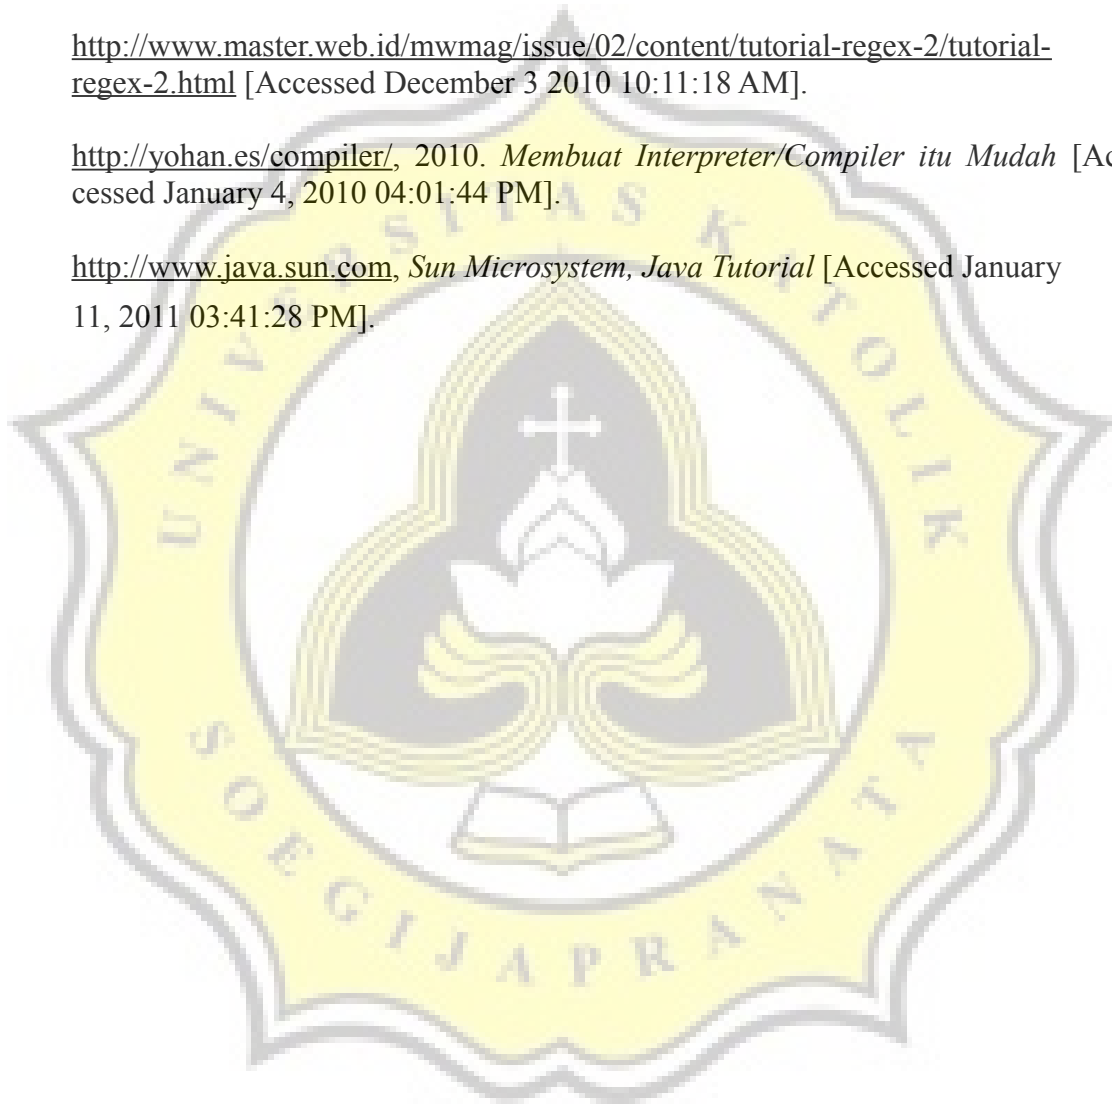 http://www.master.web.id/mwmag/issue/02/content/tutorial-regex-2/tutorial-
regex-2.html [Accessed December 3 2010 10:11:18 AM].
http://yohan.es/compiler/, 2010. Membuat Interpreter/Compiler itu Mudah [Ac
cessed January 4, 2010 04:01:44 PM].
http://www.java.sun.com, Sun Microsystem, Java Tutorial [Accessed January
11, 2011 03:41:28 PM].
UNIVERSITAS KATOLIK
SOEGIJAPRANATA